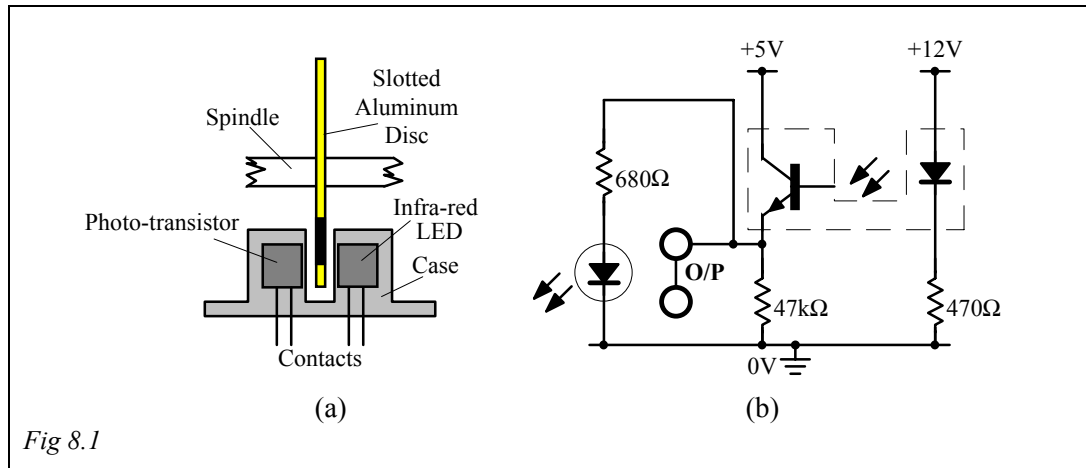 Slotted
Aluminum
Disc
Spindle
Photo-transistor
Infra-red
LED
Case
Contacts
(a)
+5V
+12V
680Ω
O/P
47kΩ
470Ω
0V
(b)
Fig 8.1